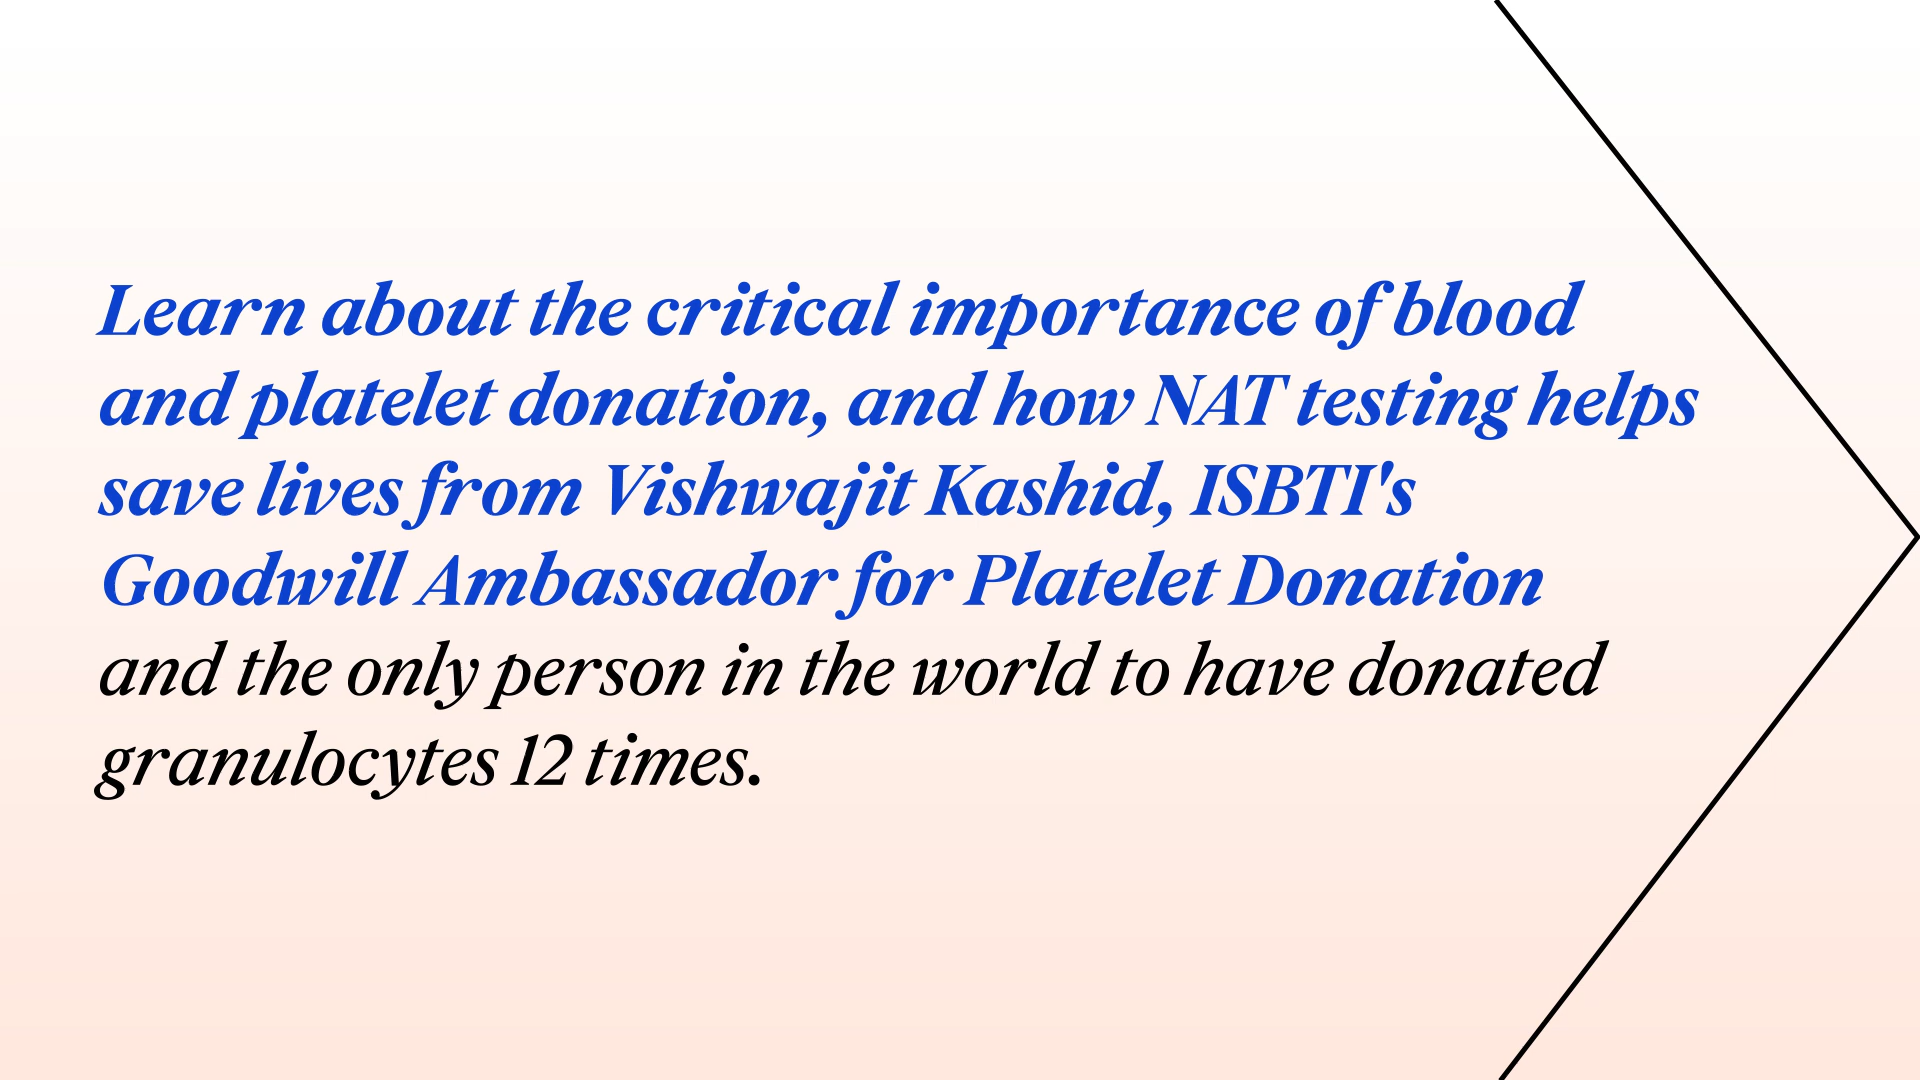 Learn about the critical importance of blood
and platelet donation, and how NAT testing helps
save lives from Vishwajit Kashid, ISBTI's
Goodwill Ambassador for Platelet Donation
and the only person in the world to have donated
granulocytes 12 times.